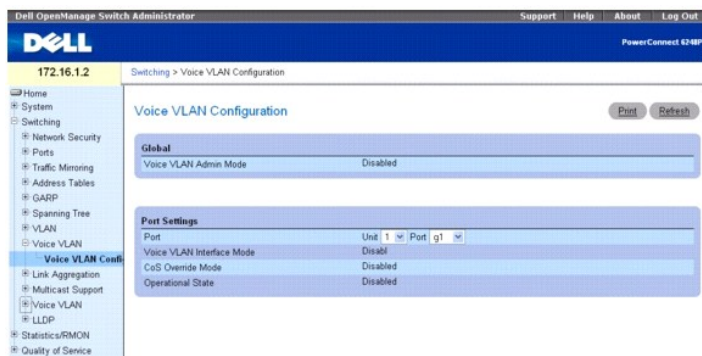 Dell OpenManage Switch Administrator Support Help About Log Out
DELL
PowerConnect 6248P
172.16.1.2
Switching > Voice VLAN Configuration
Home
System
Switching
Network Security
Ports
Traffic Mirroring
Address Tables
GARP
Spanning Tree
VLAN
Voice VLAN
Voice VLAN Confi
Link Aggregation
Multicast Support
Voice VLAN
LLDP
Statistics/RMON
Quality of Service
Voice VLAN Configuration
Print Refresh
Global
Voice VLAN Admin Mode Disabled
Port Settings
Port Unit 1 Port g1
Voice VLAN Interface Mode Disabl
CoS Override Mode Disabled
Operational State Disabled